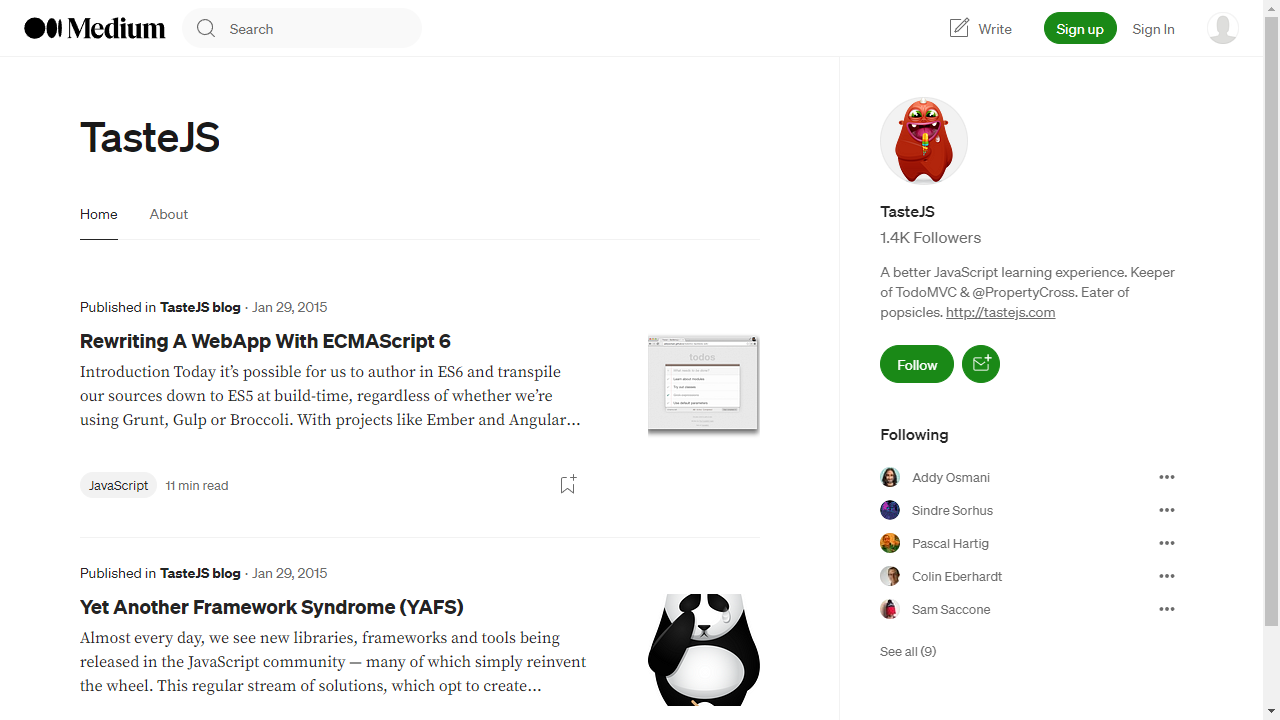 Medium
Search
Write
Sign up
Sign In
TasteJS
Home
About
Published in TasteJS blog · Jan 29, 2015
Rewriting A WebApp With ECMAScript 6
Introduction Today it’s possible for us to author in ES6 and transpile
our sources down to ES5 at build-time, regardless of whether we’re
using Grunt, Gulp or Broccoli. With projects like Ember and Angular…
todos
JavaScript
11 min read
Published in TasteJS blog · Jan 29, 2015
Yet Another Framework Syndrome (YAFS)
Almost every day, we see new libraries, frameworks and tools being
released in the JavaScript community — many of which simply reinvent
the wheel. This regular stream of solutions, which opt to create…
TasteJS
1.4K Followers
A better JavaScript learning experience. Keeper
of TodoMVC & @PropertyCross. Eater of
popsicles. http://tastejs.com
Follow
Following
Addy Osmani
Sindre Sorhus
Pascal Hartig
Colin Eberhardt
Sam Saccone
See all (9)